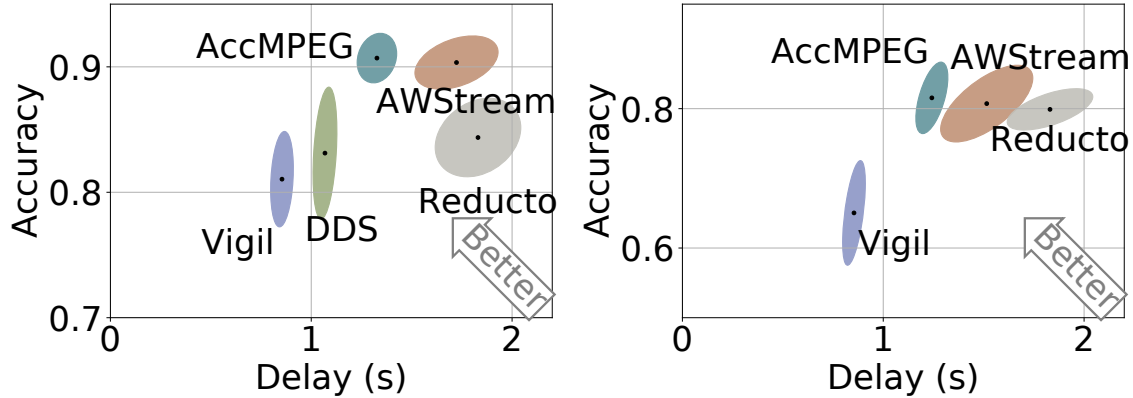 Accuracy
0.9
0.8
0.7
0
1
2
Delay (s)
AccMPEG
AWStream
Reducto
Vigil
DDS
Better
Accuracy
0.8
0.6
0
1
2
Delay (s)
AccMPEG
AWStream
Reducto
Vigil
Better